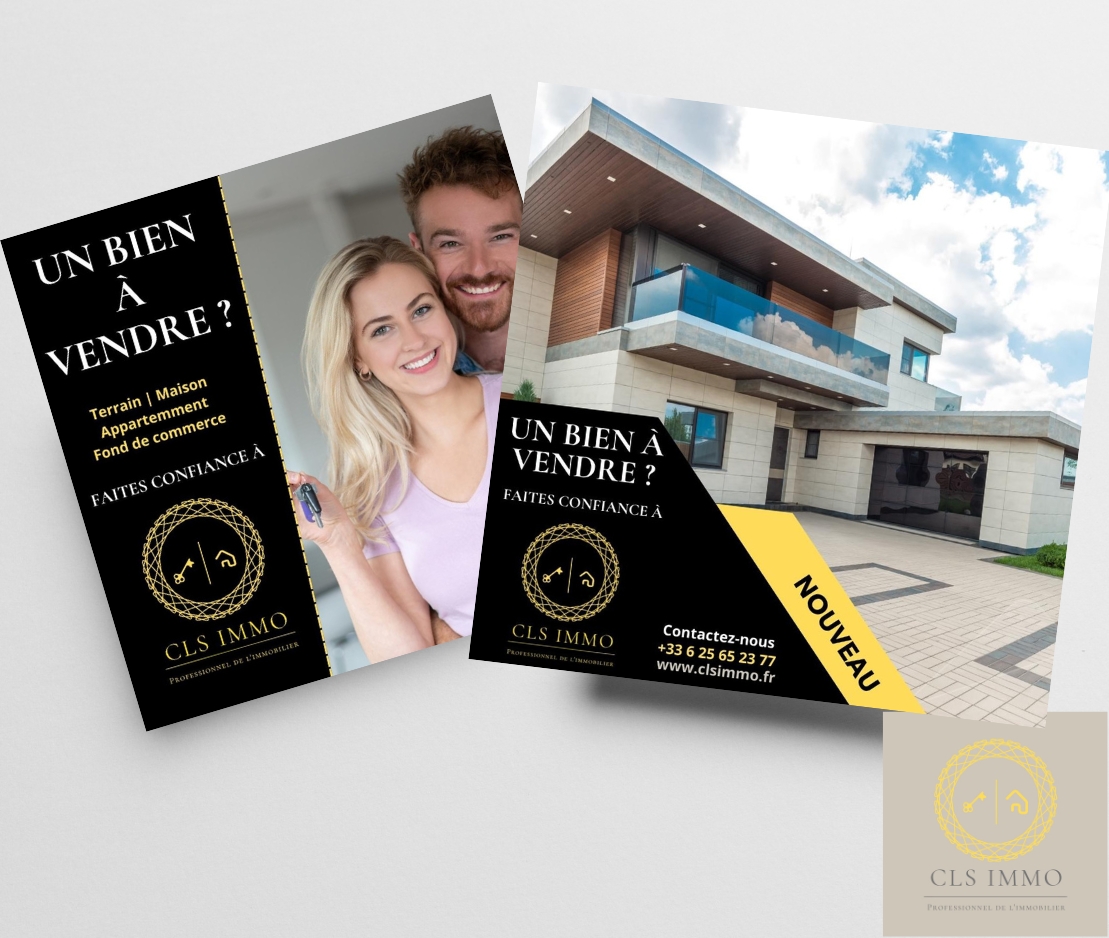 UN BIEN
À
VENDRE ?
Terrain | Maison
Appartemment
Fond de commerce
FAITES CONFIANCE À
CLS IMMO
PROFESSIONNEL DE L'IMMOBILIER
UN BIEN À
VENDRE ?
FAITES CONFIANCE À
CLS IMMO
PROFESSIONNEL DE L'IMMOBILIER
Contactez-nous
+33 6 25 65 23 77
www.clsimmo.fr
NOUVEAU
CLS IMMO
PROFESSIONNEL DE L'IMMOBILIER